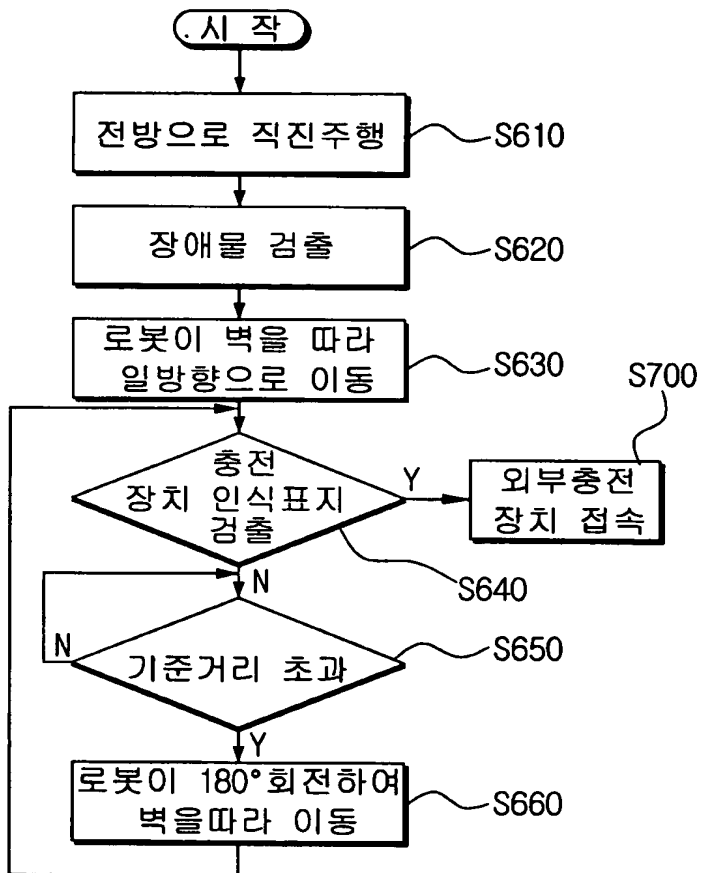 시 작
전방으로 직진주행
S610
장애물 검출
S620
로봇이 벽을 따라
일방향으로 이동
S630
S700
충전
장치 인식표지
검출
Y
외부충전
장치 접속
N
S640
N
기준거리 초과
S650
Y
로봇이 180°회전하여
벽을따라 이동
S660